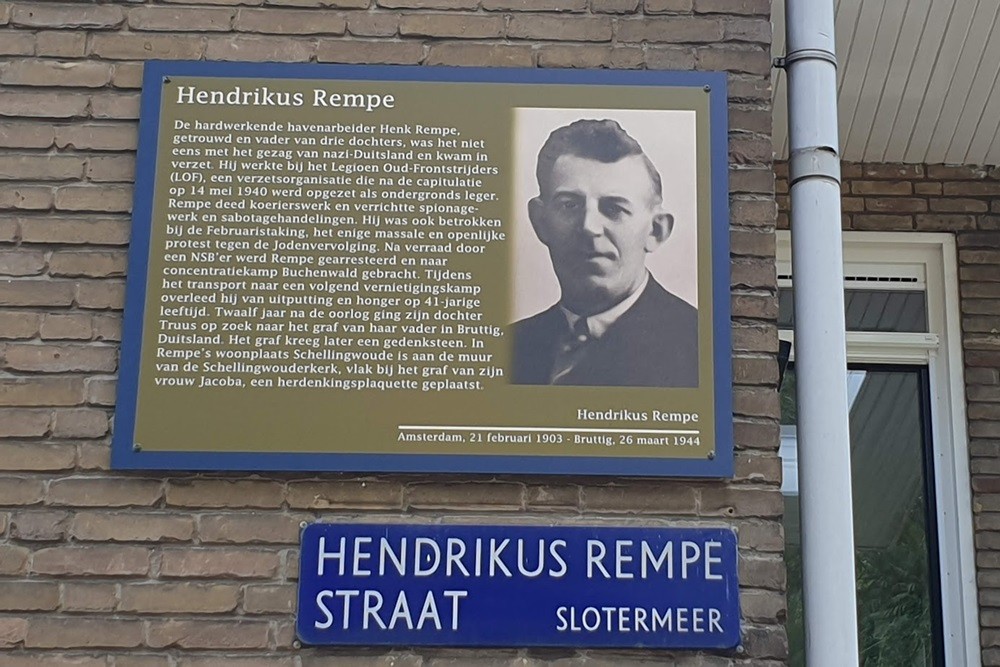 Hendrikus Rempe
De hardwerkende havenarbeider Henk Rempe,
getrouwd en vader van drie dochters, was het niet
eens met het gezag van nazi-Duitsland en kwam in
verzet. Hij werkte bij het Legioen Oud-Frontstrijders
(LOF), een verzetsorganisatie die na de capitulatie
op 14 mei 1940 werd opgezet als ondergronds leger.
Rempe deed koerierswerk en verrichtte spionage-
werk en sabotagehandelingen. Hij was ook betrokken
bij de Februaristaking, het enige massale en openlijke
protest tegen de Jodenvervolging. Na verraad door
een NSB'er werd Rempe gearresteerd en naar
concentratiekamp Buchenwald gebracht. Tijdens
het transport naar een volgend vernietigingskamp
overleed hij van uitputting en honger op 41-jarige
leeftijd. Twaalf jaar na de oorlog ging zijn dochter
Truus op zoek naar het graf van haar vader in Bruttig,
Duitsland. Het graf kreeg later een gedenksteen. In
Rempe's woonplaats Schellingwoude is aan de muur
van de Schellingwouderkerk, vlak bij het graf van zijn
vrouw Jacoba, een herdenkingsplaquette geplaatst.
Hendrikus Rempe
Amsterdam, 21 februari 1903 - Bruttig, 26 maart 1944
HENDRIKUS REMPE
STRAAT SLOTERMEER